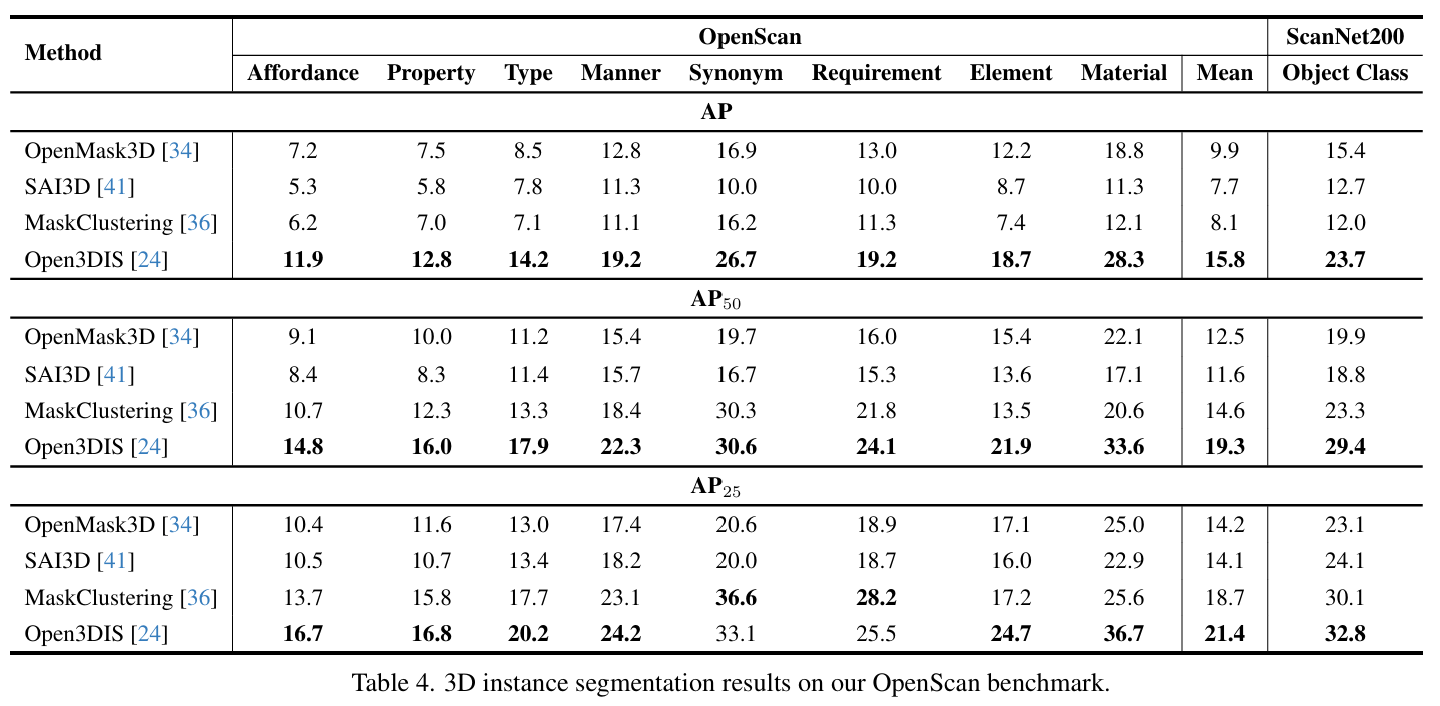 Method OpenScan ScanNet200
Affordance Property Type Manner Synonym Requirement Element Material Mean Object Class
AP
OpenMask3D [34] 7.2 7.5 8.5 12.8 16.9 13.0 12.2 18.8 9.9 15.4
SAI3D [41] 5.3 5.8 7.8 11.3 10.0 10.0 8.7 11.3 7.7 12.7
MaskClustering [36] 6.2 7.0 7.1 11.1 16.2 11.3 7.4 12.1 8.1 12.0
Open3DIS [24] 11.9 12.8 14.2 19.2 26.7 19.2 18.7 28.3 15.8 23.7
AP50
OpenMask3D [34] 9.1 10.0 11.2 15.4 19.7 16.0 15.4 22.1 12.5 19.9
SAI3D [41] 8.4 8.3 11.4 15.7 16.7 15.3 13.6 17.1 11.6 18.8
MaskClustering [36] 10.7 12.3 13.3 18.4 30.3 21.8 13.5 20.6 14.6 23.3
Open3DIS [24] 14.8 16.0 17.9 22.3 30.6 24.1 21.9 33.6 19.3 29.4
AP25
OpenMask3D [34] 10.4 11.6 13.0 17.4 20.6 18.9 17.1 25.0 14.2 23.1
SAI3D [41] 10.5 10.7 13.4 18.2 20.0 18.7 16.0 22.9 14.1 24.1
MaskClustering [36] 13.7 15.8 17.7 23.1 36.6 28.2 17.2 25.6 18.7 30.1
Open3DIS [24] 16.7 16.8 20.2 24.2 33.1 25.5 24.7 36.7 21.4 32.8
Table 4. 3D instance segmentation results on our OpenScan benchmark.